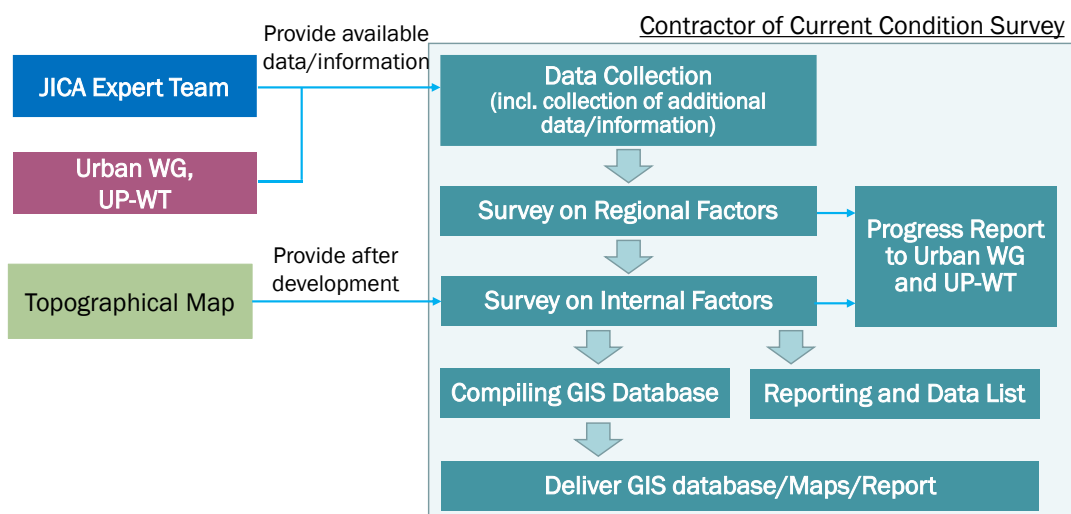 Contractor of Current Condition Survey
Provide available
data/information
JICA Expert Team
Data Collection
(incl. collection of additional
data/information)
Urban WG,
UP-WT
Survey on Regional Factors
Progress Report
to Urban WG
and UP-WT
Provide after
development
Topographical Map
Survey on Internal Factors
Compiling GIS Database
Reporting and Data List
Deliver GIS database/Maps/Report